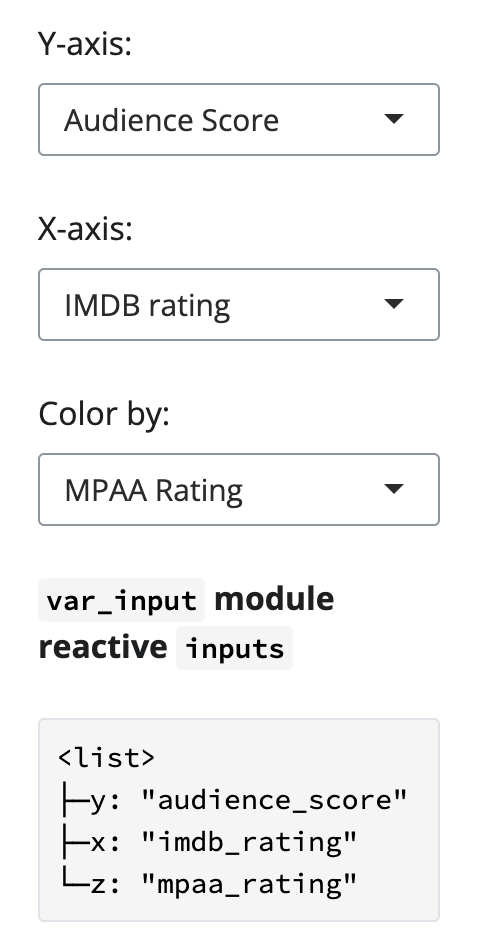 Y-axis:
Audience Score
X-axis:
IMDB rating
Color by:
MPAA Rating
var_input module
reactive inputs
<list>
├─y: "audience_score"
├─x: "imdb_rating"
└─z: "mpaa_rating"